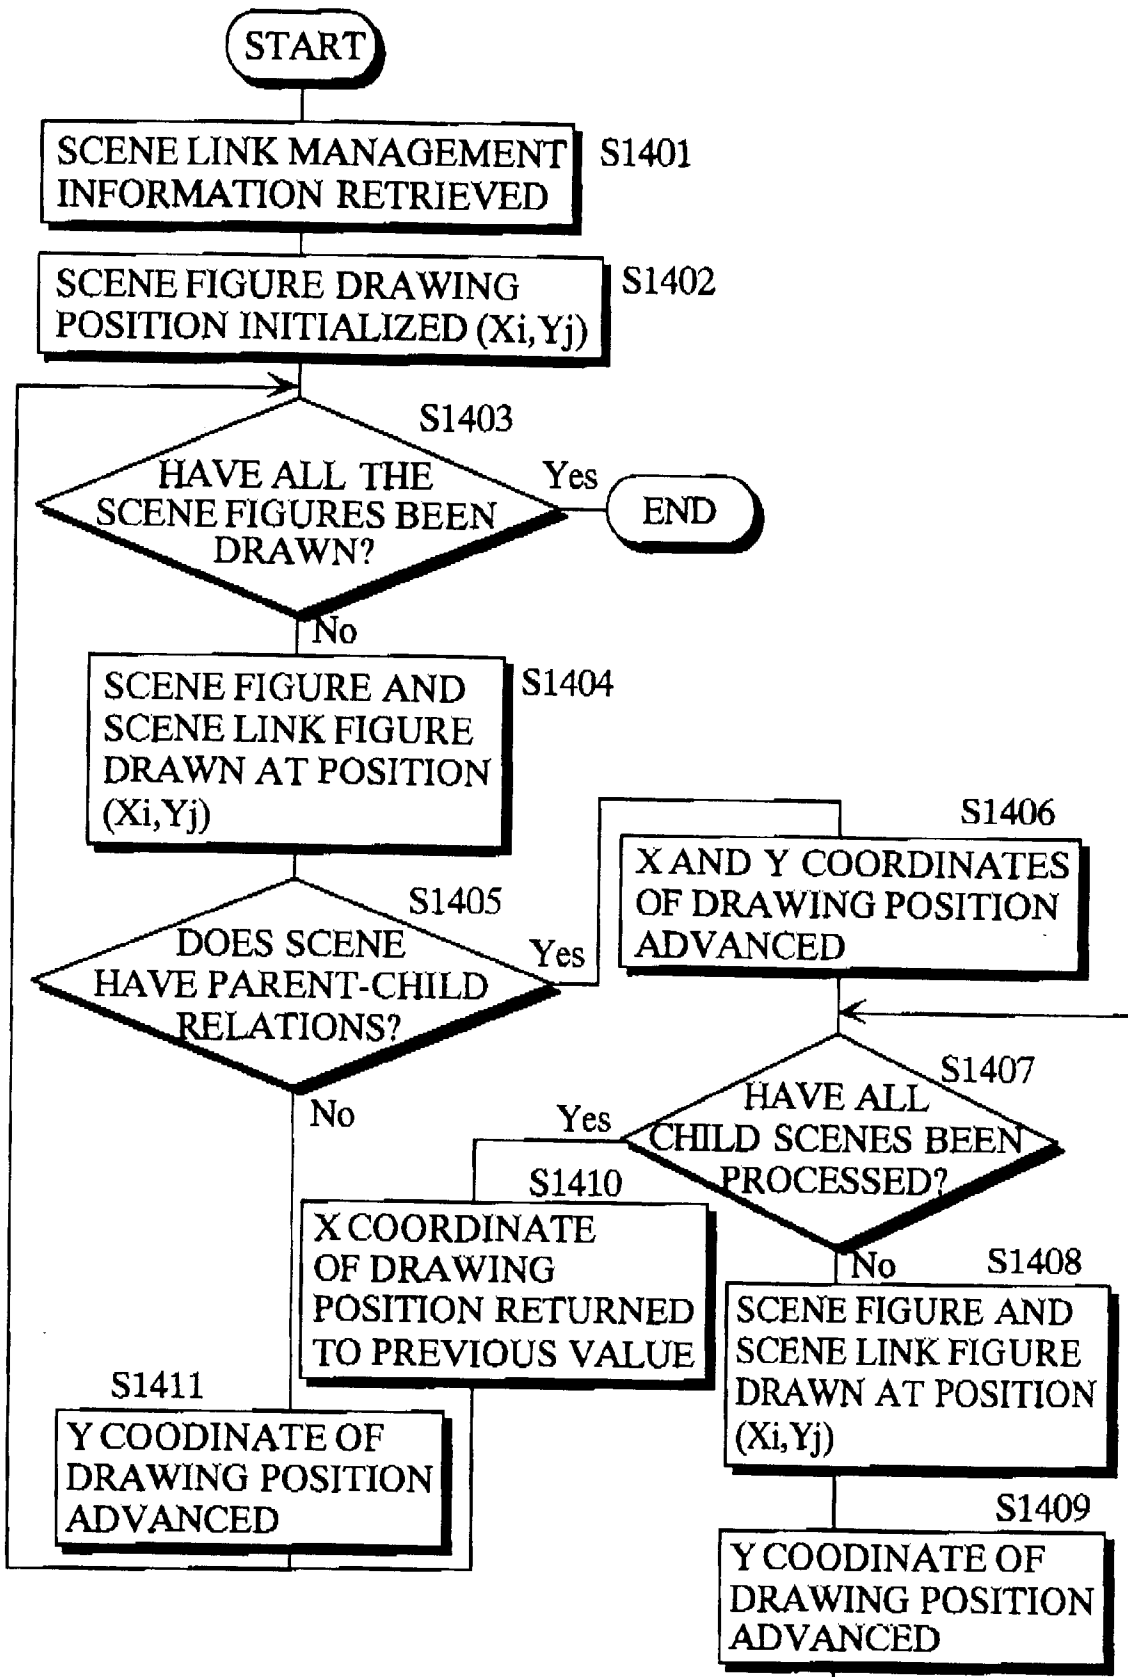 START
SCENE LINK MANAGEMENT
INFORMATION RETRIEVED
S1401
SCENE FIGURE DRAWING
POSITION INITIALIZED (Xi,Yj)
S1402
S1403
HAVE ALL THE
SCENE FIGURES BEEN
DRAWN?
Yes
END
No
SCENE FIGURE AND
SCENE LINK FIGURE
DRAWN AT POSITION
(Xi,Yj)
S1404
S1405
DOES SCENE
HAVE PARENT-CHILD
RELATIONS?
Yes
No
S1406
X AND Y COORDINATES
OF DRAWING POSITION
ADVANCED
S1407
HAVE ALL
CHILD SCENES BEEN
PROCESSED?
Yes
No
S1410
X COORDINATE
OF DRAWING
POSITION RETURNED
TO PREVIOUS VALUE
S1408
SCENE FIGURE AND
SCENE LINK FIGURE
DRAWN AT POSITION
(Xi,Yj)
S1411
Y COODINATE OF
DRAWING POSITION
ADVANCED
S1409
Y COODINATE OF
DRAWING POSITION
ADVANCED